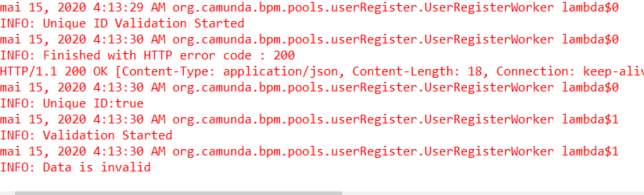 mai 15, 2020 4:13:29 AM org.camunda.bpm.pools.userRegister.UserRegisterWorker lambda$0
INFO: Unique ID Validation Started
mai 15, 2020 4:13:30 AM org.camunda.bpm.pools.userRegister.UserRegisterWorker lambda$0
INFO: Finished with HTTP error code : 200
HTTP/1.1 200 OK [Content-Type: application/json, Content-Length: 18, Connection: keep-aliv
mai 15, 2020 4:13:30 AM org.camunda.bpm.pools.userRegister.UserRegisterWorker lambda$0
INFO: Unique ID:true
mai 15, 2020 4:13:30 AM org.camunda.bpm.pools.userRegister.UserRegisterWorker lambda$1
INFO: Validation Started
mai 15, 2020 4:13:30 AM org.camunda.bpm.pools.userRegister.UserRegisterWorker lambda$1
INFO: Data is invalid